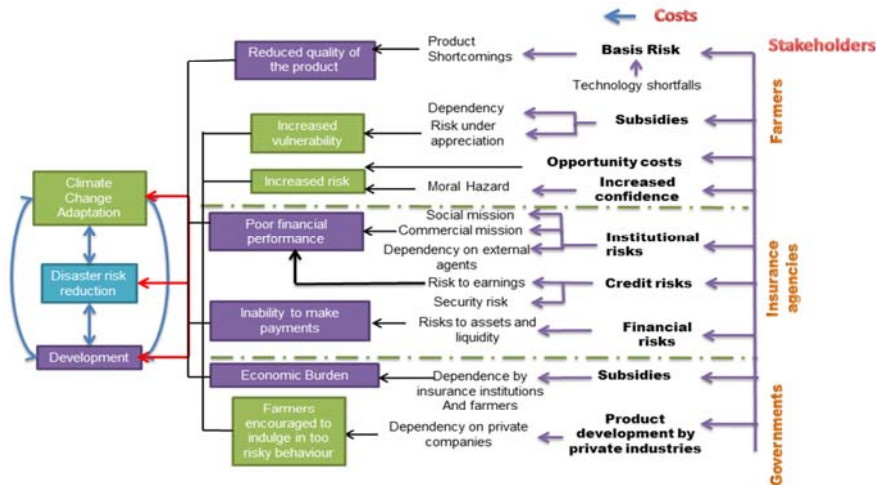 Costs
Stakeholders
Reduced quality of
the product
Product
Shortcomings
Basis Risk
Technology shortfalls
Farmers
Increased
vulnerability
Dependency
Risk under
appreciation
Subsidies
Opportunity costs
Increased risk
Moral Hazard
Increased
confidence
Climate
Change
Adaptation
Disaster risk
reduction
Development
Poor financial
performance
Social mission
Commercial mission
Dependency on external
agents
Institutional
risks
Risk to earnings
Security risk
Credit risks
Inability to make
payments
Risks to assets and
liquidity
Financial
risks
Insurance
agencies
Economic Burden
Dependence by
insurance institutions
And farmers
Subsidies
Farmers
encouraged to
indulge in too
risky behaviour
Dependency on private
companies
Product
development by
private industries
Governments